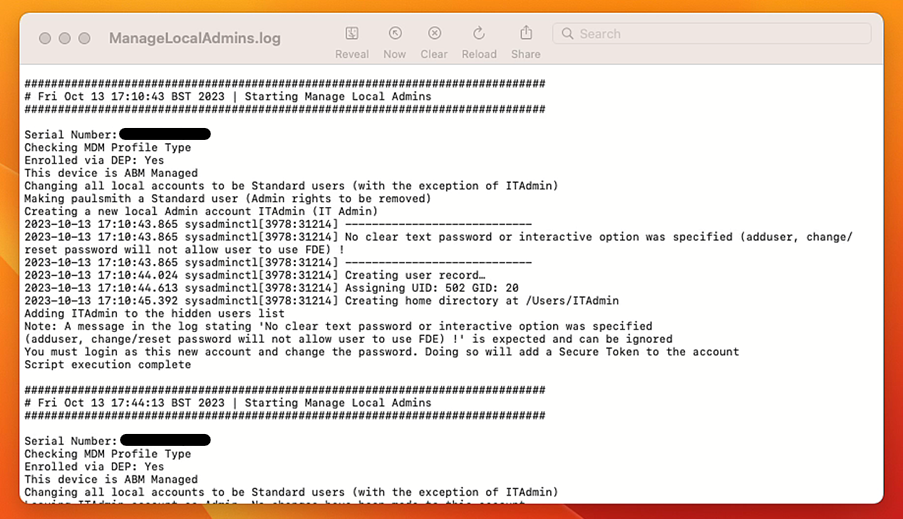 ManageLocalAdmins.log
Reveal Now Clear Reload Share
Search
##############################################################################
# Fri Oct 13 17:10:43 BST 2023 | Starting Manage Local Admins
##############################################################################
Serial Number:
Checking MDM Profile Type
Enrolled via DEP: Yes
This device is ABM Managed
Changing all local accounts to be Standard users (with the exception of ITAdmin)
Making paulsmith a Standard user (Admin rights to be removed)
Creating a new local Admin account ITAdmin (IT Admin)
2023-10-13 17:10:43.865 sysadminctl[3978:31214] ----------------------------
2023-10-13 17:10:43.865 sysadminctl[3978:31214] No clear text password or interactive option was specified (adduser, change/
reset password will not allow user to use FDE) !
2023-10-13 17:10:43.865 sysadminctl[3978:31214] ----------------------------
2023-10-13 17:10:44.024 sysadminctl[3978:31214] Creating user record…
2023-10-13 17:10:44.613 sysadminctl[3978:31214] Assigning UID: 502 GID: 20
2023-10-13 17:10:45.392 sysadminctl[3978:31214] Creating home directory at /Users/ITAdmin
Adding ITAdmin to the hidden users list
Note: A message in the log stating 'No clear text password or interactive option was specified
(adduser, change/reset password will not allow user to use FDE) !' is expected and can be ignored
You must login as this new account and change the password. Doing so will add a Secure Token to the account
Script execution complete
##############################################################################
# Fri Oct 13 17:44:13 BST 2023 | Starting Manage Local Admins
##############################################################################
Serial Number:
Checking MDM Profile Type
Enrolled via DEP: Yes
This device is ABM Managed
Changing all local accounts to be Standard users (with the exception of ITAdmin)